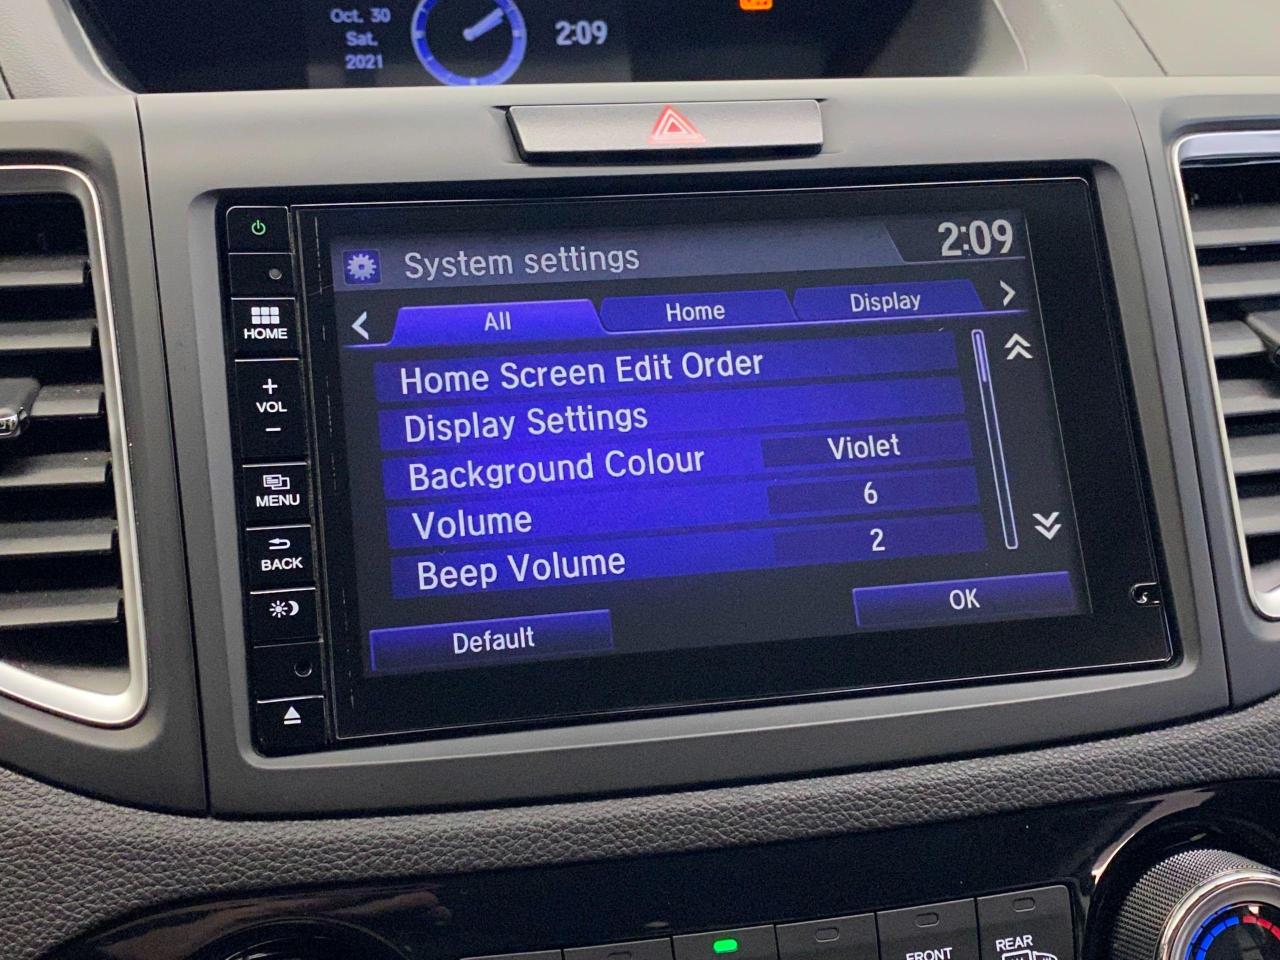 Oct. 30
Sat.
2021
2:09
System settings
2:09
All
Home
Display
Home Screen Edit Order
Display Settings
Background Colour
Violet
Volume
6
Beep Volume
2
Default
OK
HOME
+
VOL
−
MENU
BACK
FRONT
REAR